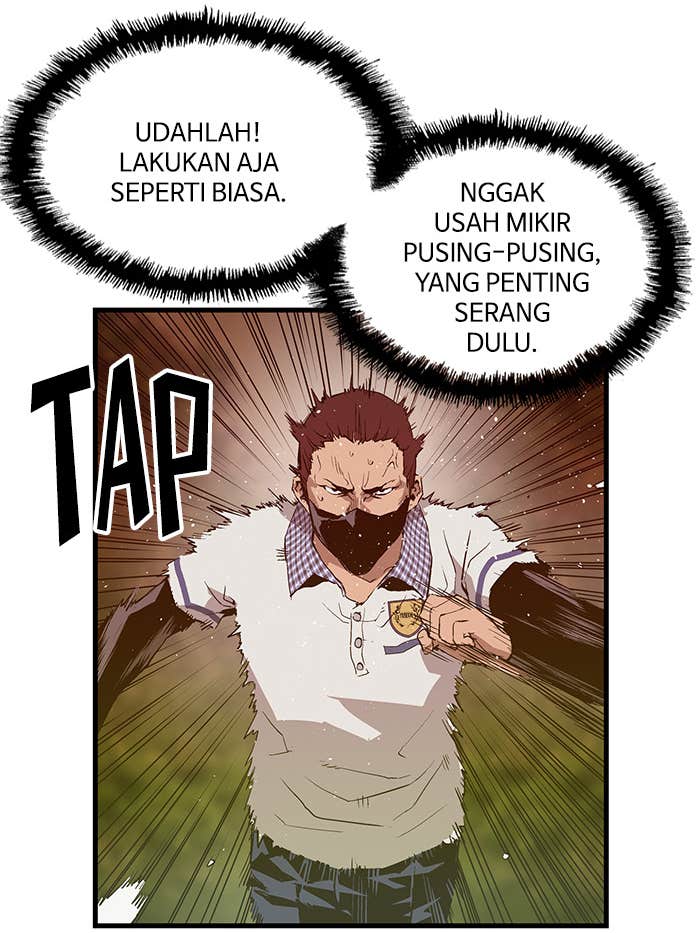 UDAHLAH!
LAKUKAN AJA
SEPERTI BIASA.
NGGAK
USAH MIKIR
PUSING-PUSING,
YANG PENTING
SERANG
DULU.
TAP